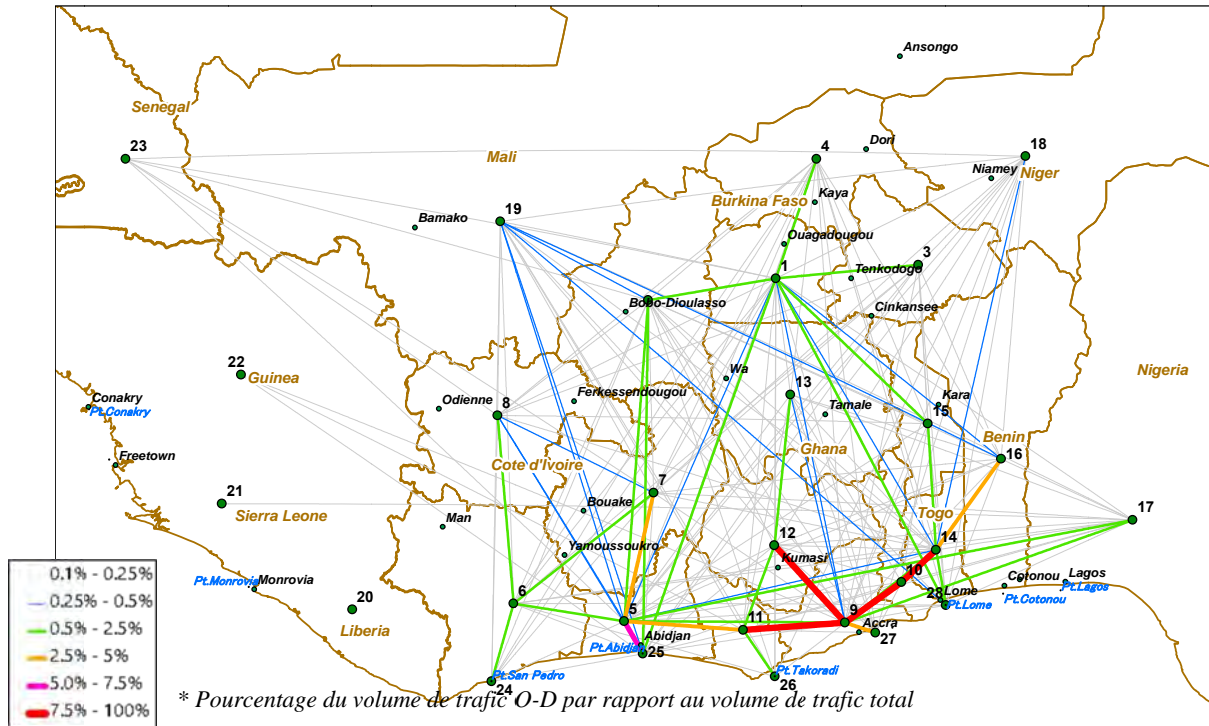 Ansongo
Senegal
Dori
23
Mali
4
18
Niamey
Niger
Kaya
Burkina Faso
19
Bamako
Ouagadougou
1
3
Tenkodogo
Bobo-Dioulasso
Cinkansee
22
Guinea
Wa
13
Nigeria
Conakry
Pt.Conakry
Odienne
Ferkessendougou
Tamale
Kara
8
15
Benin
Freetown
Cote d'Ivoire
Ghana
16
7
21
Sierra Leone
Bouake
Man
Togo
17
12
14
Yamoussoukro
Kumasi
10
0.1% - 0.25%
0.25% - 0.5%
0.5% - 2.5%
2.5% - 5%
5.0% - 7.5%
7.5% - 100%
Pt.Monrovia
Monrovia
Cotonou
Lagos
Pt.Lagos
Pt.Cotonou
28
Lome
Pt.Lome
20
Liberia
6
5
11
9
Accra
27
Abidjan
Pt.Abidjan
25
Pt.San Pedro
24
Pt.Takoradi
26
* Pourcentage du volume de trafic O-D par rapport au volume de trafic total